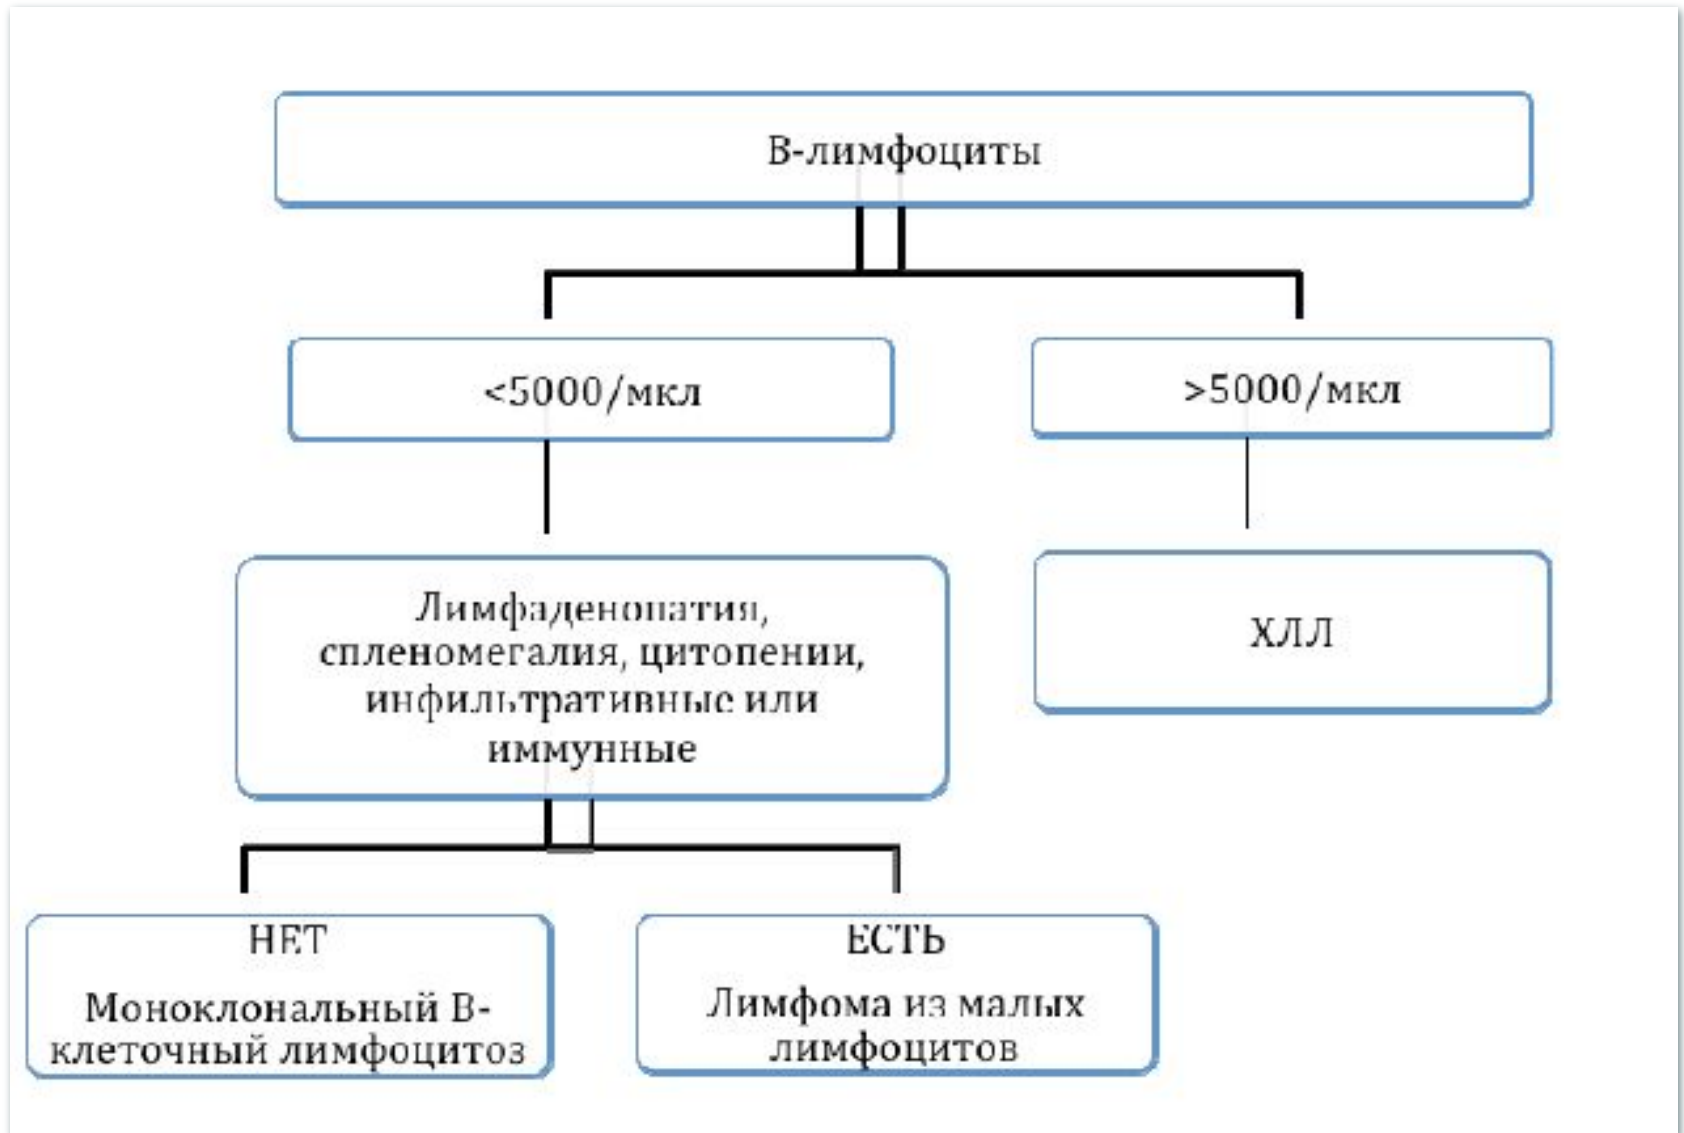 В-лимфоциты
<5000/мкл
>5000/мкл
Лимфаденопатия,
спленомегалия, цитопении,
инфильтративные или
иммунные
ХЛЛ
НЕТ
Моноклональный В-
клеточный лимфоцитоз
ЕСТЬ
Лимфома из малых
лимфоцитов